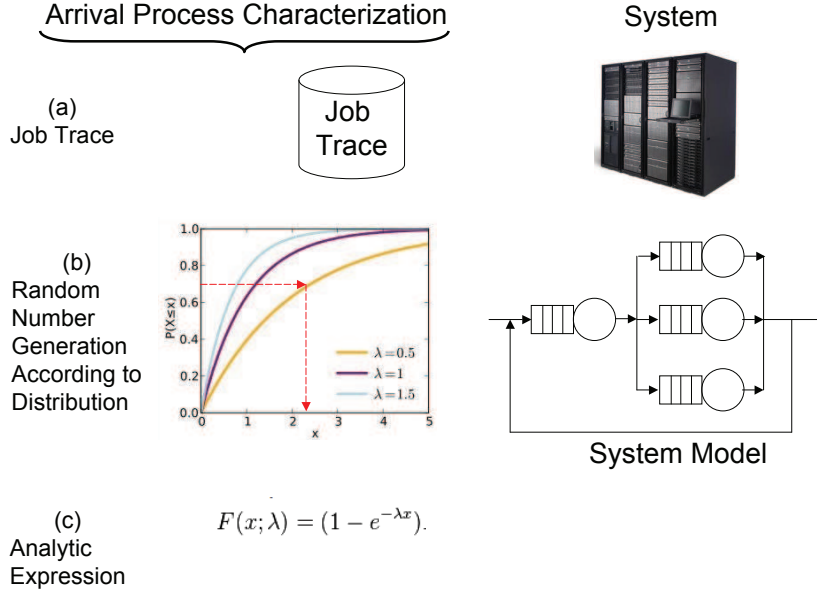 Arrival Process Characterization
System
(a)
Job Trace
Job
Trace
(b)
Random
Number
Generation
According to
Distribution
P(X≤x)
1.0
0.8
0.6
0.4
0.2
0.0
0
1
2
3
4
5
x
λ=0.5
λ=1
λ=1.5
System Model
(c)
Analytic
Expression
F(x; λ) = (1 − e^{−λx}).